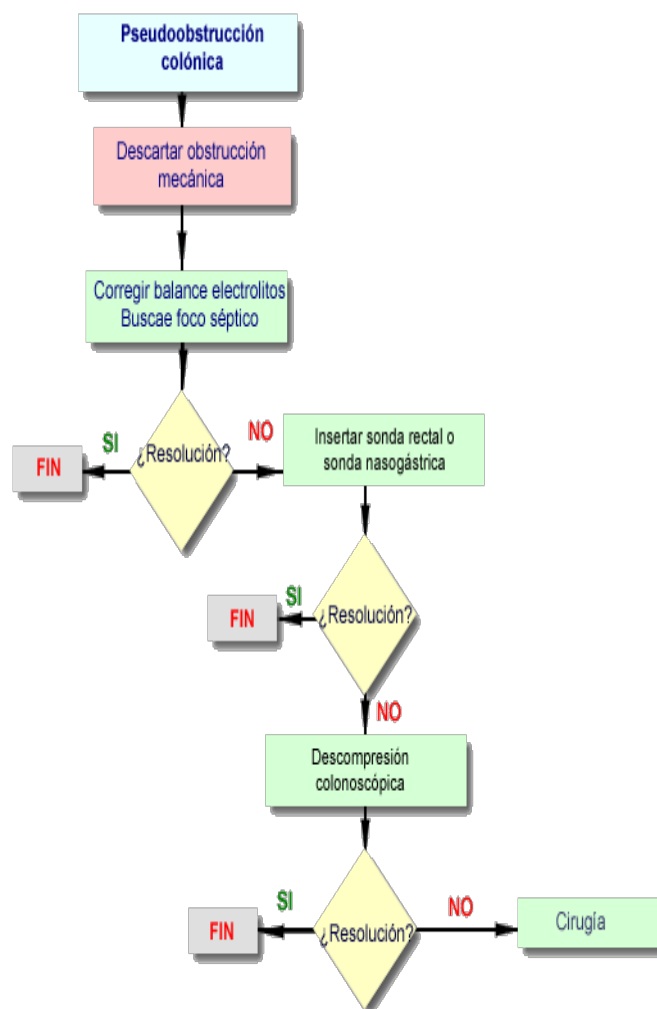 Pseudoobstrucción
colónica
Descartar obstrucción
mecánica
Corregir balance electrolitos
Buscae foco séptico
SI
NO
¿Resolución?
FIN
Insertar sonda rectal o
sonda nasogástrica
SI
¿Resolución?
FIN
NO
Descompresión
colonoscópica
SI
NO
¿Resolución?
FIN
Cirugía